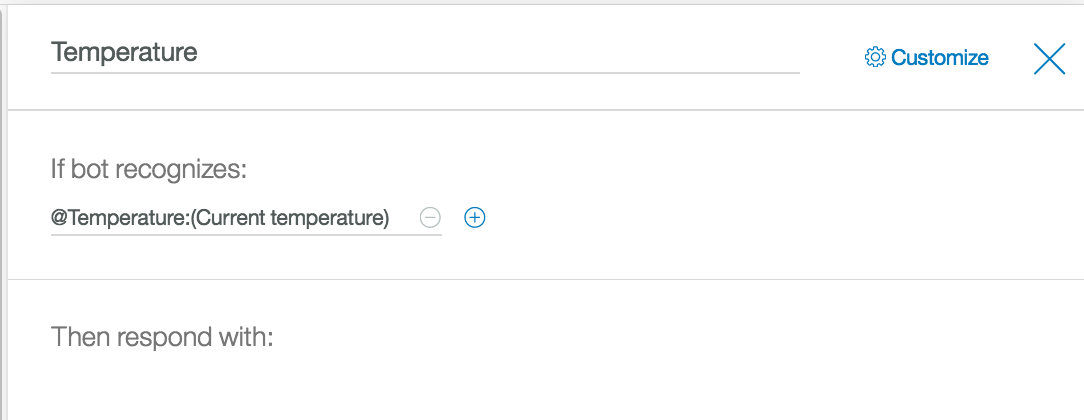 Temperature
Customize
If bot recognizes:
@Temperature:(Current temperature)
Then respond with: